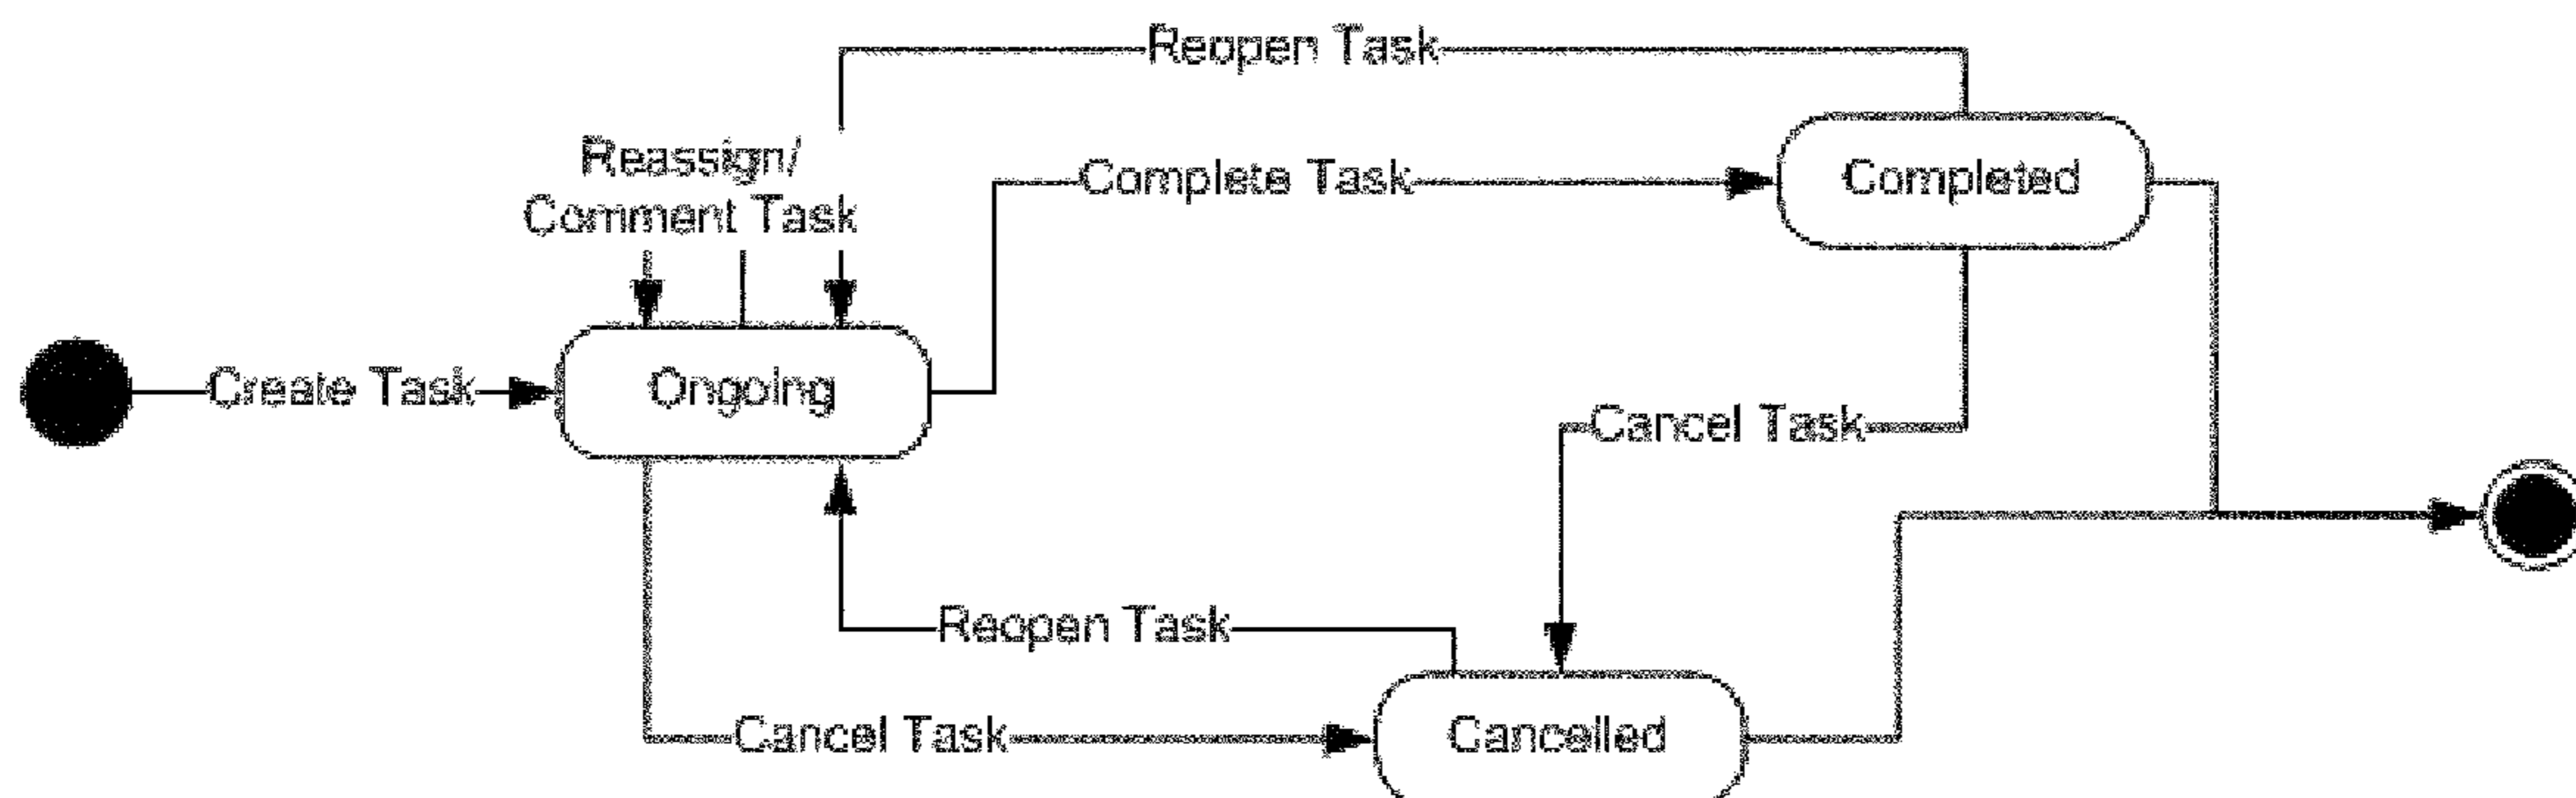 Reopen Task
Reassign/
Comment Task
Complete Task
Completed
Create Task
Ongoing
Cancel Task
Reopen Task
Cancel Task
Cancelled